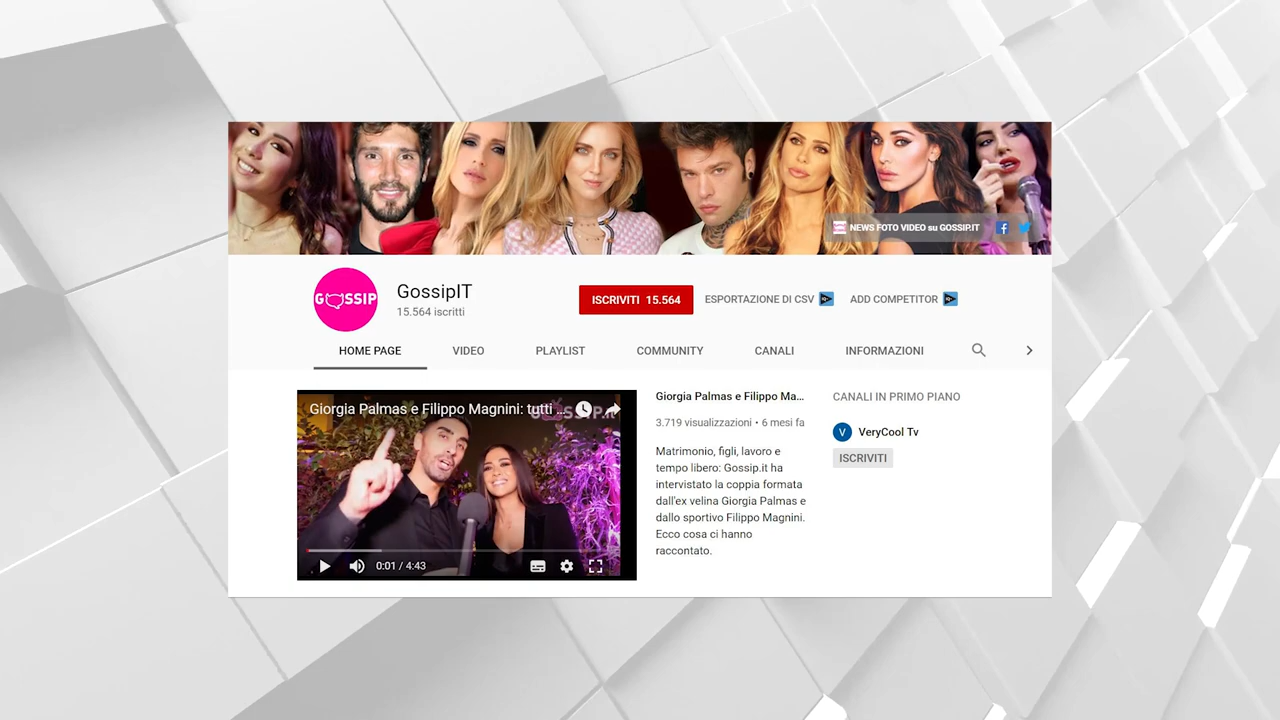 NEWS FOTO VIDEO su GOSSIP.IT
GOSSIP
GossipIT
15.564 iscritti
ISCRIVITI 15.564
ESPORTAZIONE DI CSV
ADD COMPETITOR
HOME PAGE
VIDEO
PLAYLIST
COMMUNITY
CANALI
INFORMAZIONI
Giorgia Palmas e Filippo Magnini: tutti ...
0:01 / 4:43
Giorgia Palmas e Filippo Ma...
3.719 visualizzazioni • 6 mesi fa
Matrimonio, figli, lavoro e
tempo libero: Gossip.it ha
intervistato la coppia formata
dall'ex velina Giorgia Palmas e
dallo sportivo Filippo Magnini.
Ecco cosa ci hanno
raccontato.
CANALI IN PRIMO PIANO
V VeryCool Tv
ISCRIVITI